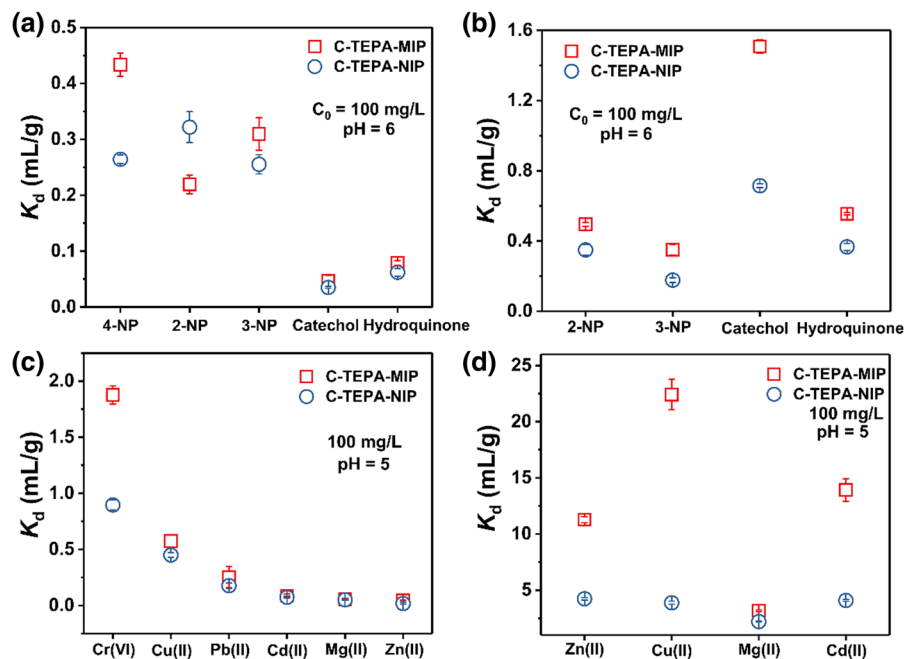 (a)
0.5
0.4
0.3
0.2
0.1
0.0
K_d (mL/g)
C-TEPA-MIP
C-TEPA-NIP
C₀ = 100 mg/L
pH = 6
4-NP 2-NP 3-NP Catechol Hydroquinone
(b)
1.6
1.2
0.8
0.4
0.0
K_d (mL/g)
C-TEPA-MIP
C-TEPA-NIP
C₀ = 100 mg/L
pH = 6
2-NP 3-NP Catechol Hydroquinone
(c)
2.0
1.5
1.0
0.5
0.0
K_d (mL/g)
C-TEPA-MIP
C-TEPA-NIP
100 mg/L
pH = 5
Cr(VI) Cu(II) Pb(II) Cd(II) Mg(II) Zn(II)
(d)
25
20
15
10
5
K_d (mL/g)
C-TEPA-MIP
C-TEPA-NIP
100 mg/L
pH = 5
Zn(II) Cu(II) Mg(II) Cd(II)